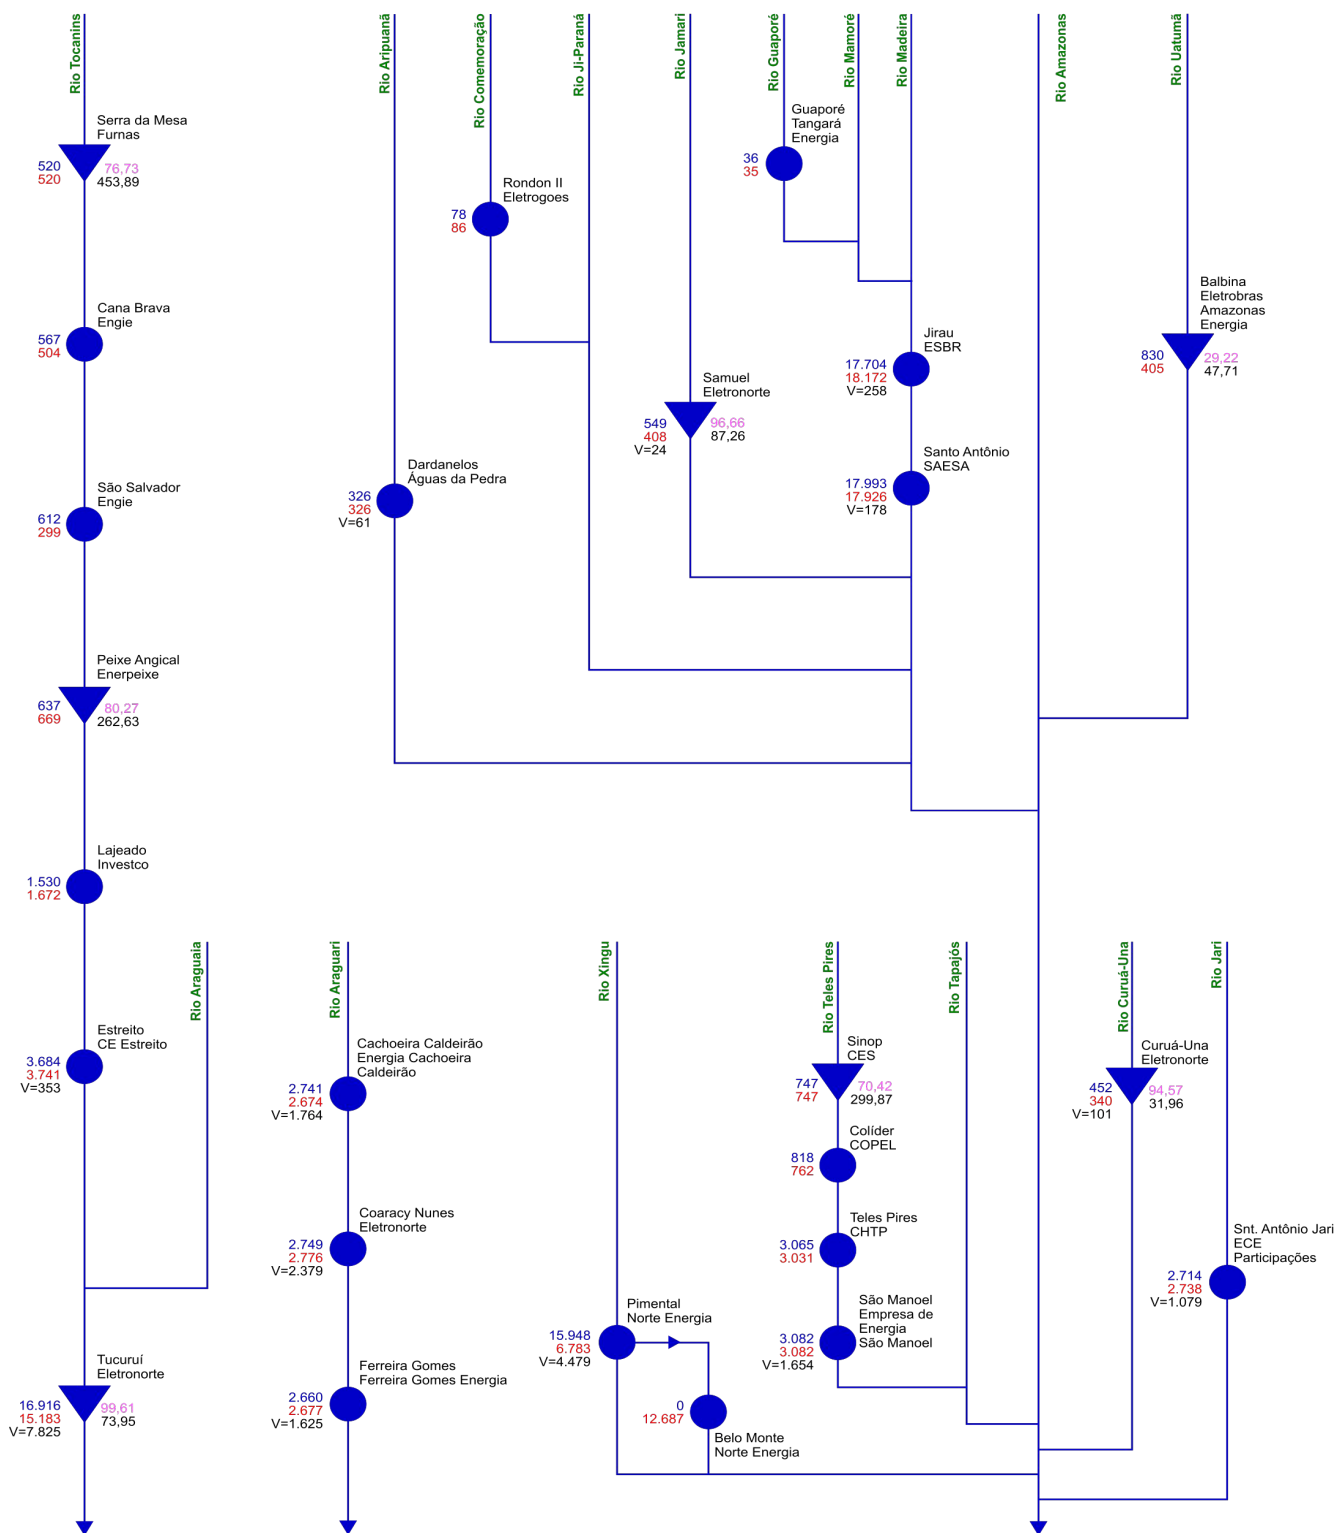 Rio Tocanins
Serra da Mesa
Furnas
520
520
76,73
453,89
Cana Brava
Engie
567
504
São Salvador
Engie
612
299
Peixe Angical
Enerpeixe
637
669
80,27
262,63
Lajeado
Investco
1.530
1.672
Rio Araguaia
Estreito
CE Estreito
3.684
3.741
V=353
Tucuruí
Eletronorte
16.916
15.183
V=7.825
99,61
73,95
Rio Aripuanã
Dardanelos
Águas da Pedra
326
326
V=61
Rio Comemoração
Rondon II
Eletrogoes
78
86
Rio Ji-Paraná
Rio Jamari
Samuel
Eletronorte
549
408
V=24
96,66
87,26
Rio Guaporé
Guaporé
Tangará
Energia
36
35
Rio Mamoré
Rio Madeira
Jirau
ESBR
17.704
18.172
V=258
Santo Antônio
SAESA
17.993
17.926
V=178
Rio Amazonas
Rio Uatumã
Balbina
Eletrobras
Amazonas
Energia
830
405
29,22
47,71
Rio Araguari
Cachoeira Caldeirão
Energia Cachoeira
Caldeirão
2.741
2.674
V=1.764
Coaracy Nunes
Eletronorte
2.749
2.776
V=2.379
Ferreira Gomes
Ferreira Gomes Energia
2.660
2.677
V=1.625
Rio Xingu
Pimental
Norte Energia
15.948
6.783
V=4.479
0
12.687
Belo Monte
Norte Energia
Rio Teles Pires
Sinop
CES
747
747
70,42
299,87
Colíder
COPEL
818
762
Teles Pires
CHTP
3.065
3.031
São Manoel
Empresa de
Energia
São Manoel
3.082
3.082
V=1.654
Rio Tapajós
Rio Curuá-Una
Curuá-Una
Eletronorte
452
340
V=101
94,57
31,96
Rio Jari
Snt. Antônio Jari
ECE
Participações
2.714
2.738
V=1.079